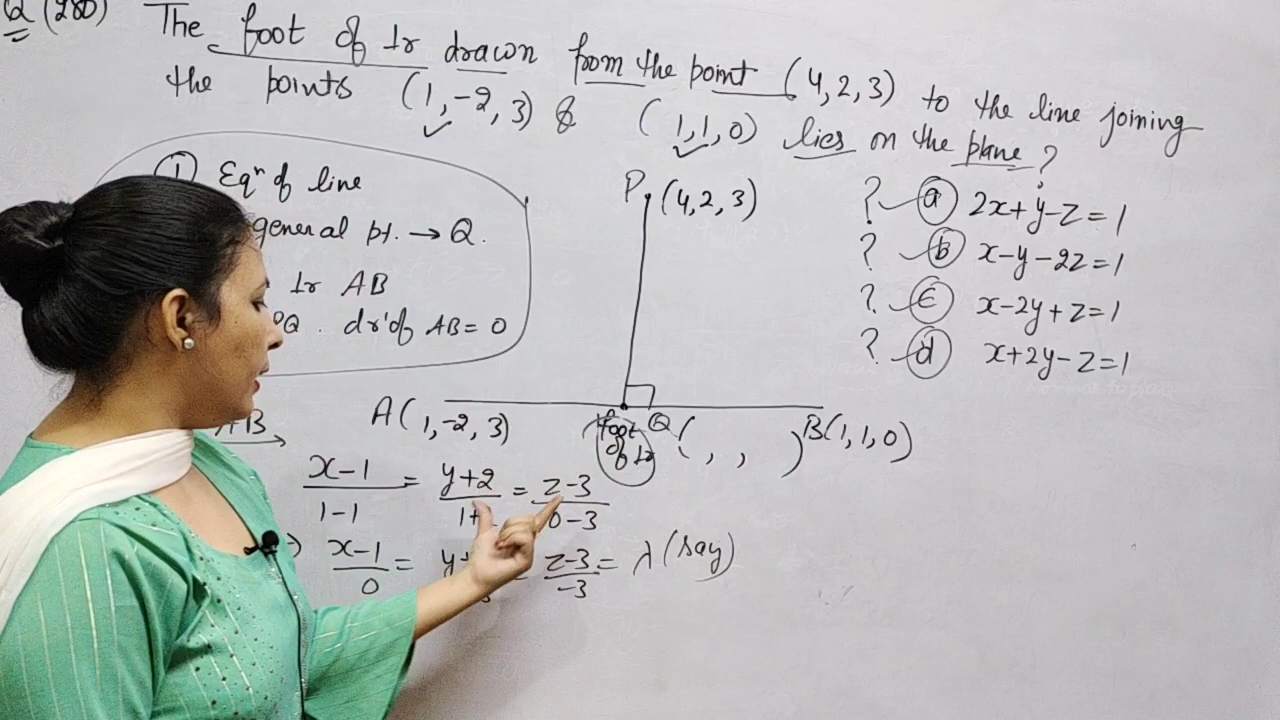 Q (280) The foot of ⊥r drawn from the point (4, 2, 3) to the line joining
the points (1, -2, 3) & (1, 1, 0) lies on the plane?
① Eqⁿ of line
general pt. → Q.
⊥r AB
PQ. dr's of AB = 0
P (4, 2, 3)
? ⓐ 2x+y-z=1
? ⓑ x-y-2z=1
? ⓒ x-2y+z=1
? ⓓ x+2y-z=1
A(1, -2, 3)
foot of ⊥r
Q ( , , )
B(1, 1, 0)
AB
x-1/1-1 = y+2/1+ = z-3/0-3
x-1/0 = y+ = z-3/-3 = λ (say)